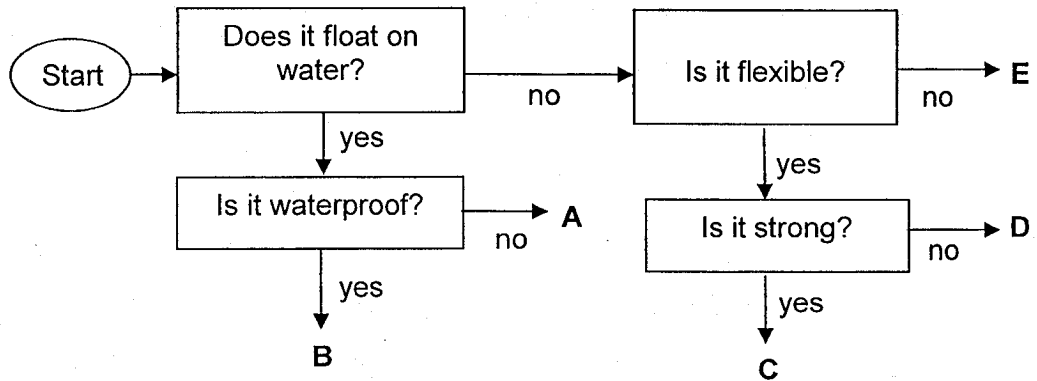 Start
Does it float on
water?
no
Is it flexible?
no
E
yes
yes
Is it waterproof?
no
A
Is it strong?
no
D
yes
B
yes
C